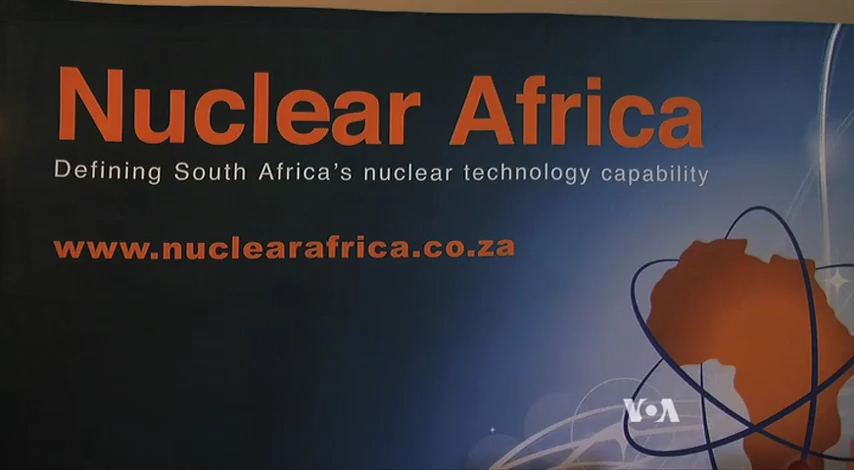 Nuclear Africa
Defining South Africa's nuclear technology capability
www.nuclearafrica.co.za
VOA